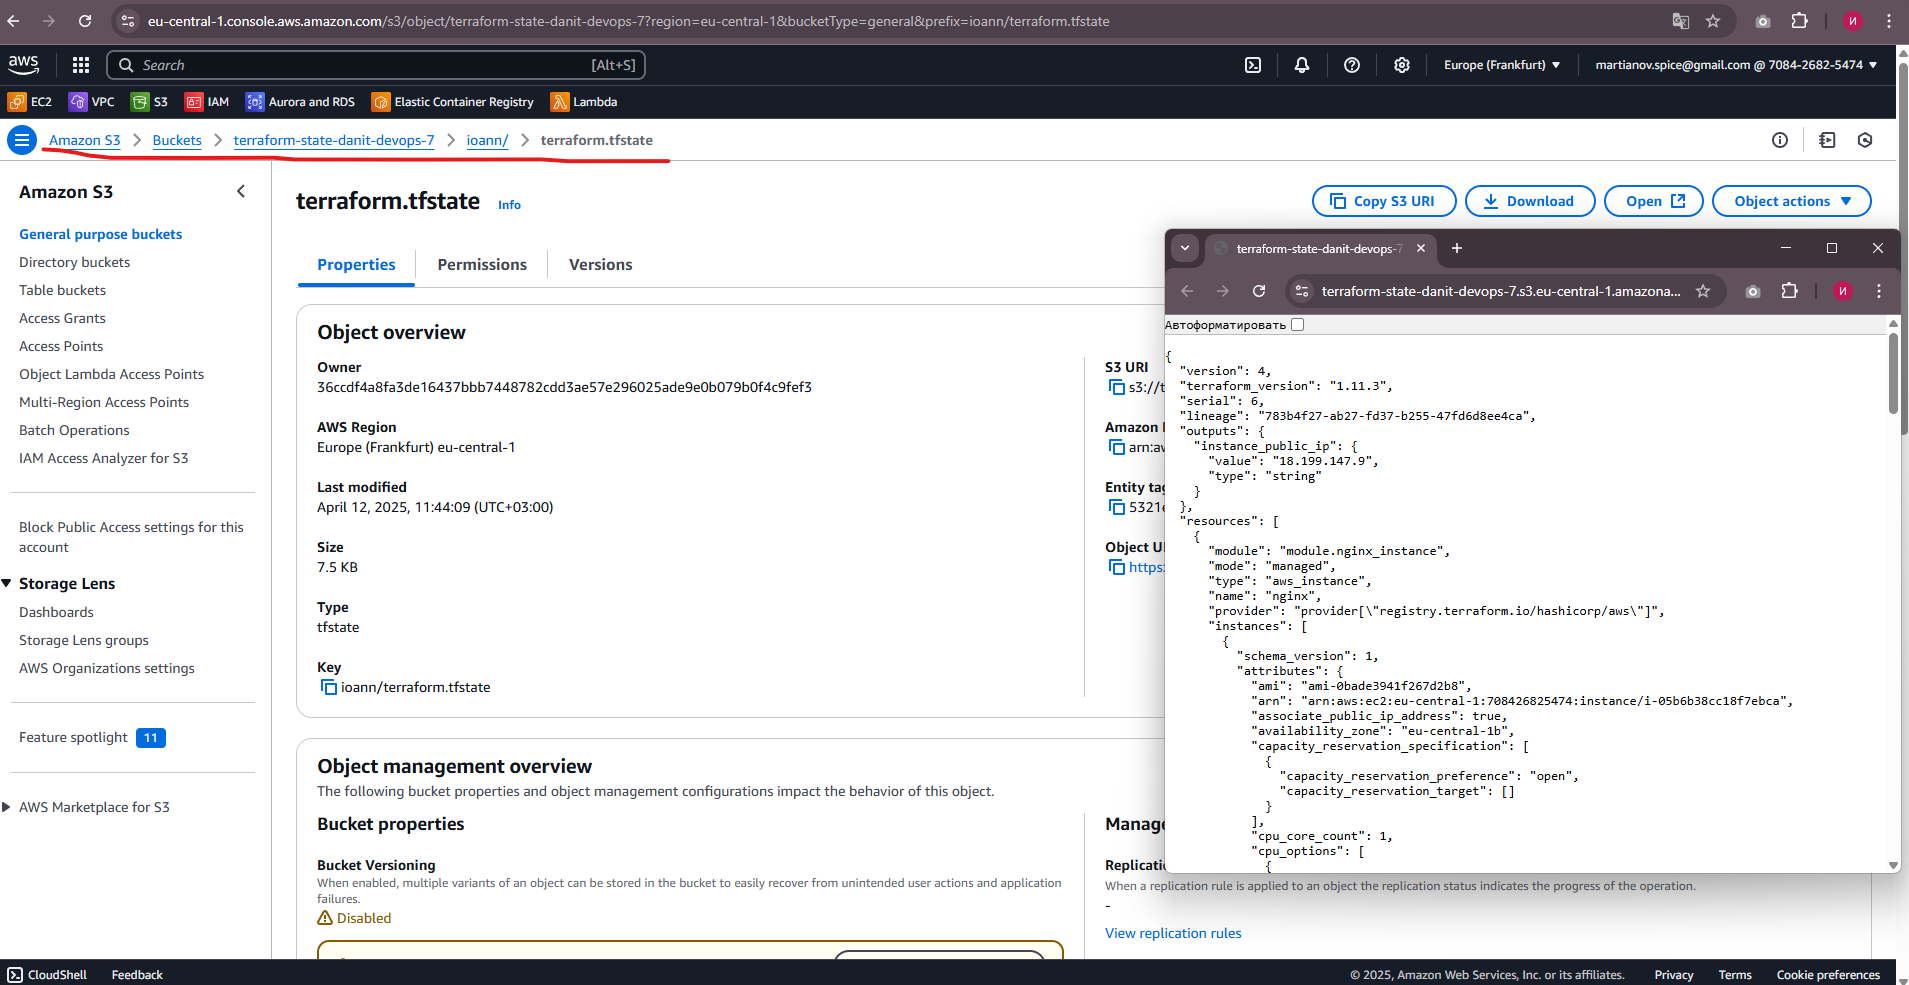 eu-central-1.console.aws.amazon.com/s3/object/terraform-state-danit-devops-7?region=eu-central-1&bucketType=general&prefix=ioann/terraform.tfstate
И
aws
Search
[Alt+S]
Europe (Frankfurt)
martianov.spice@gmail.com @ 7084-2682-5474
EC2
VPC
S3
IAM
Aurora and RDS
Elastic Container Registry
Lambda
Amazon S3
Buckets
terraform-state-danit-devops-7
ioann/
terraform.tfstate
Amazon S3
General purpose buckets
Directory buckets
Table buckets
Access Grants
Access Points
Object Lambda Access Points
Multi-Region Access Points
Batch Operations
IAM Access Analyzer for S3
Block Public Access settings for this
account
Storage Lens
Dashboards
Storage Lens groups
AWS Organizations settings
Feature spotlight 11
AWS Marketplace for S3
terraform.tfstate Info
Copy S3 URI
Download
Open
Object actions
Properties
Permissions
Versions
Object overview
Owner
36ccdf4a8fa3de16437bbb7448782cdd3ae57e296025ade9e0b079b0f4c9fef3
AWS Region
Europe (Frankfurt) eu-central-1
Last modified
April 12, 2025, 11:44:09 (UTC+03:00)
Size
7.5 KB
Type
tfstate
Key
ioann/terraform.tfstate
S3 URI
s3://t
Amazon
arn:aw
Entity tag
5321e
Object U
https:
Object management overview
The following bucket properties and object management configurations impact the behavior of this object.
Bucket properties
Bucket Versioning
When enabled, multiple variants of an object can be stored in the bucket to easily recover from unintended user actions and application
failures.
Disabled
Manage
Replicati
When a replication rule is applied to an object the replication status indicates the progress of the operation.
-
View replication rules
terraform-state-danit-devops-7
terraform-state-danit-devops-7.s3.eu-central-1.amazona...
И
Автоформатировать
{
"version": 4,
"terraform_version": "1.11.3",
"serial": 6,
"lineage": "783b4f27-ab27-fd37-b255-47fd6d8ee4ca",
"outputs": {
"instance_public_ip": {
"value": "18.199.147.9",
"type": "string"
}
},
"resources": [
{
"module": "module.nginx_instance",
"mode": "managed",
"type": "aws_instance",
"name": "nginx",
"provider": "provider[\"registry.terraform.io/hashicorp/aws\"]",
"instances": [
{
"schema_version": 1,
"attributes": {
"ami": "ami-0bade3941f267d2b8",
"arn": "arn:aws:ec2:eu-central-1:708426825474:instance/i-05b6b38cc18f7ebca",
"associate_public_ip_address": true,
"availability_zone": "eu-central-1b",
"capacity_reservation_specification": [
{
"capacity_reservation_preference": "open",
"capacity_reservation_target": []
}
],
"cpu_core_count": 1,
"cpu_options": [
{
CloudShell
Feedback
© 2025, Amazon Web Services, Inc. or its affiliates.
Privacy
Terms
Cookie preferences